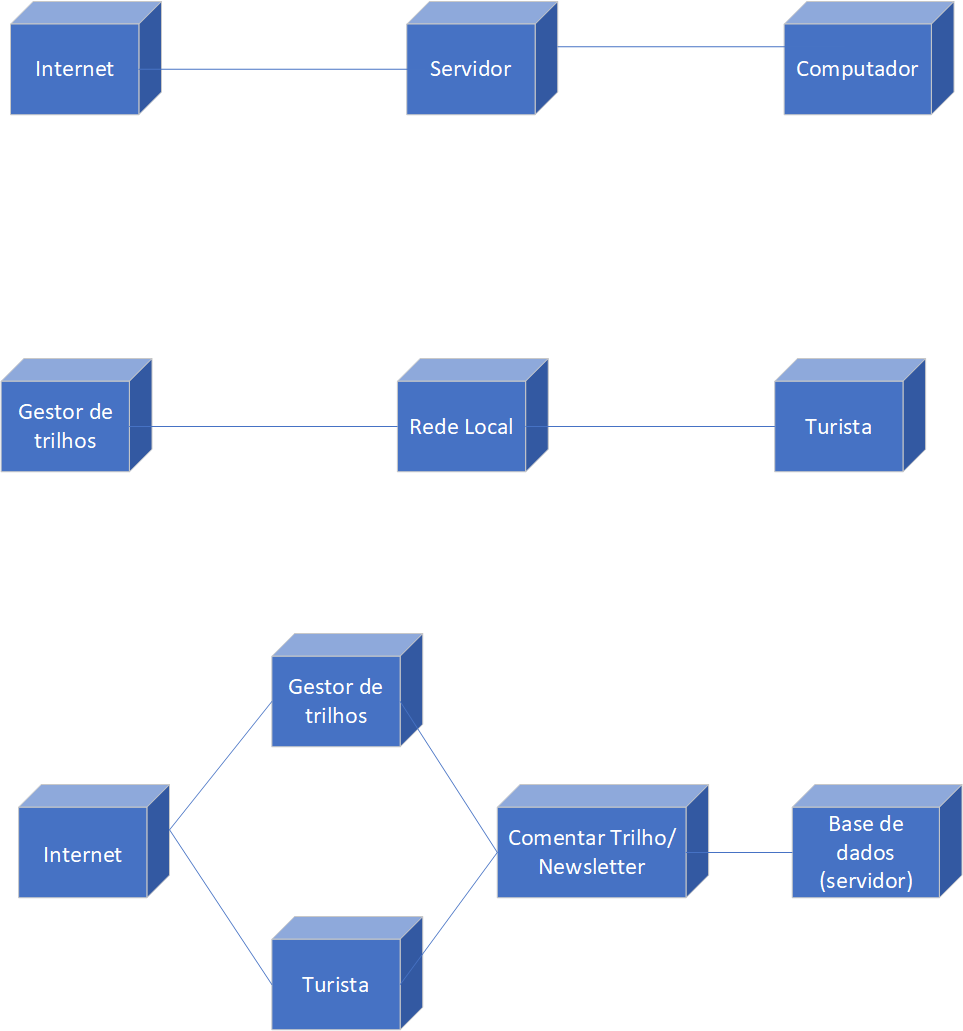 Internet
Servidor
Computador
Gestor de
trilhos
Rede Local
Turista
Gestor de
trilhos
Internet
Comentar Trilho/
Newsletter
Base de
dados
(servidor)
Turista